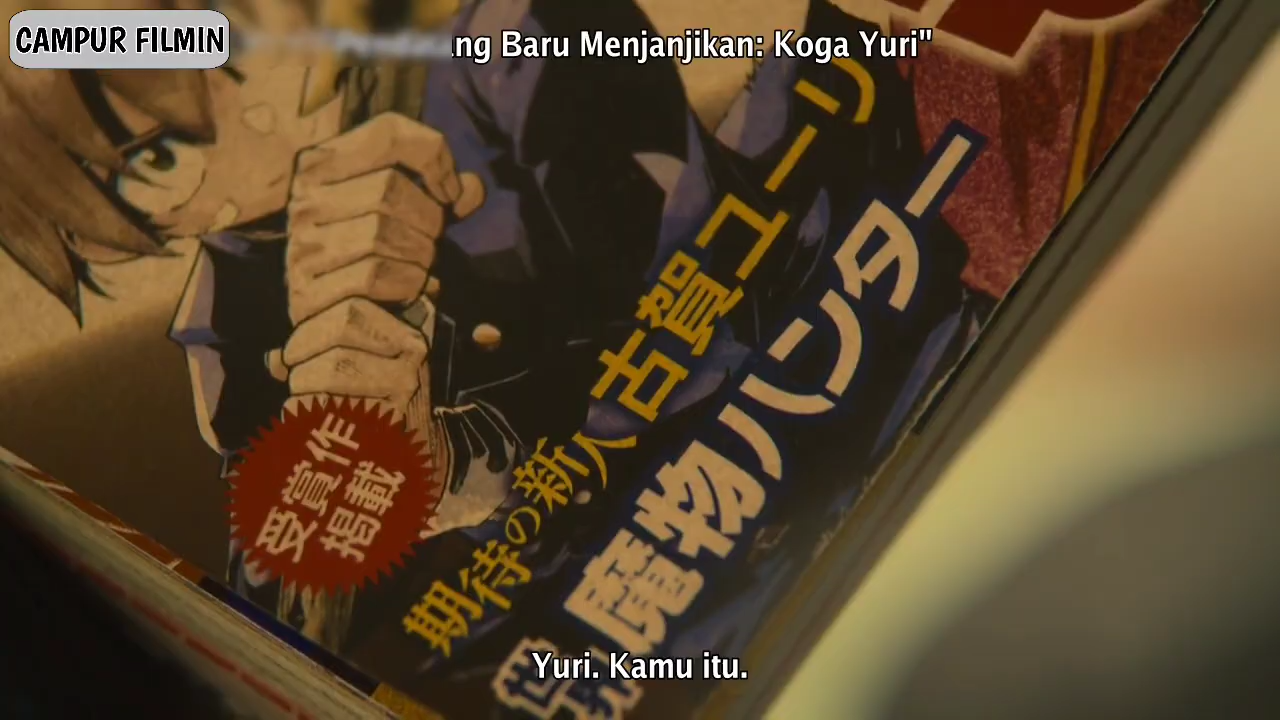 CAMPUR FILMIN
ng Baru Menjanjikan: Koga Yuri"
受賞作
掲載
期待の新人 古賀ユーリ
魔物ハンター
Yuri. Kamu itu.